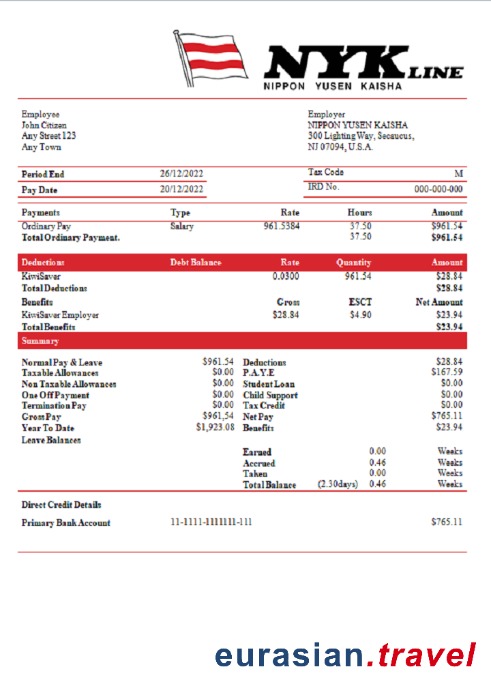 NYK LINE
NIPPON YUSEN KAISHA
Employee Employer
John Citizen NIPPON YUSEN KAISHA
Any Street 123 300 Lighting Way, Secaucus,
Any Town NJ 07094, U.S.A.
Period End 26/12/2022 Tax Code M
Pay Date 20/12/2022 IRD No. 000-000-000
Payments Type Rate Hours Amount
Ordinary Pay Salary 961.5384 37.50 $961.54
Total Ordinary Payment. 37.50 $961.54
Deductions Debt Balance Rate Quantity Amount
KiwiSaver 0.0300 961.54 $28.84
Total Deductions $28.84
Benefits Gross ESCT Net Amount
KiwiSaver Employer $28.84 $4.90 $23.94
Total Benefits $23.94
Summary
Normal Pay & Leave $961.54 Deductions $28.84
Taxable Allowances $0.00 P.A.Y.E $167.59
Non Taxable Allowances $0.00 Student Loan $0.00
One Off Payment $0.00 Child Support $0.00
Termination Pay $0.00 Tax Credit $0.00
Gross Pay $961,54 Net Pay $765.11
Year To Date $1,923.08 Benefits $23.94
Leave Balances
Earned 0.00 Weeks
Accrued 0.46 Weeks
Taken 0.00 Weeks
Total Balance (2.30days) 0.46 Weeks
Direct Credit Details
Primary Bank Account 11-1111-1111111-111 $765.11
eurasian.travel